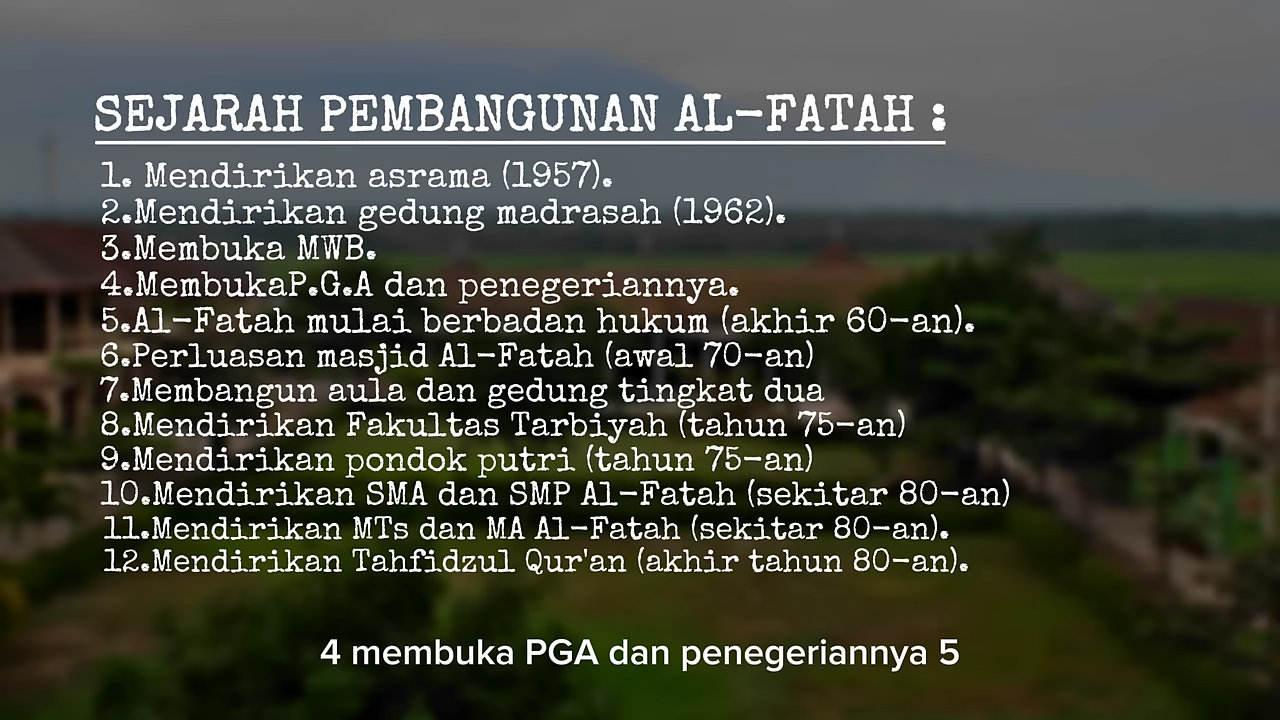 SEJARAH PEMBANGUNAN AL-FATAH :
1. Mendirikan asrama (1957).
2.Mendirikan gedung madrasah (1962).
3.Membuka MWB.
4.MembukaP.G.A dan penegeriannya.
5.Al-Fatah mulai berbadan hukum (akhir 60-an).
6.Perluasan masjid Al-Fatah (awal 70-an)
7.Membangun aula dan gedung tingkat dua
8.Mendirikan Fakultas Tarbiyah (tahun 75-an)
9.Mendirikan pondok putri (tahun 75-an)
10.Mendirikan SMA dan SMP Al-Fatah (sekitar 80-an)
11.Mendirikan MTs dan MA Al-Fatah (sekitar 80-an).
12.Mendirikan Tahfidzul Qur'an (akhir tahun 80-an).
4 membuka PGA dan penegeriannya 5